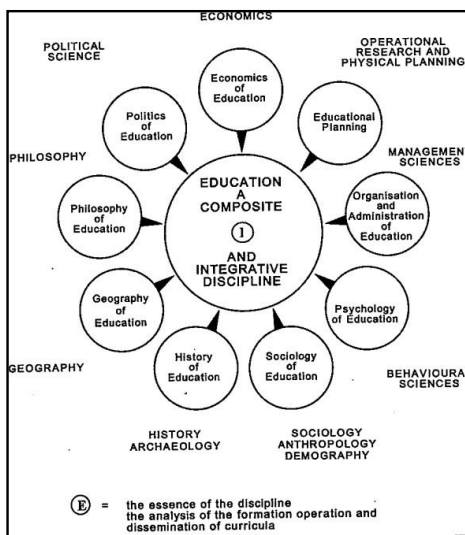 ECONOMICS
POLITICAL
SCIENCE
OPERATIONAL
RESEARCH AND
PHYSICAL PLANNING
Economics
of
Education
Politics
of
Education
Educational
Planning
PHILOSOPHY
MANAGEMENT
SCIENCES
EDUCATION
A
COMPOSITE
1
AND
INTEGRATIVE
DISCIPLINE
Philosophy
of
Education
Organisation
and
Administration
of
Education
Geography
of
Education
Psychology
of Education
History
of
Education
Sociology
of
Education
GEOGRAPHY
BEHAVIOURA
SCIENCES
HISTORY
ARCHAEOLOGY
SOCIOLOGY
ANTHROPOLOGY
DEMOGRAPHY
E = the essence of the discipline
the analysis of the formation operation and
dissemination of curricula